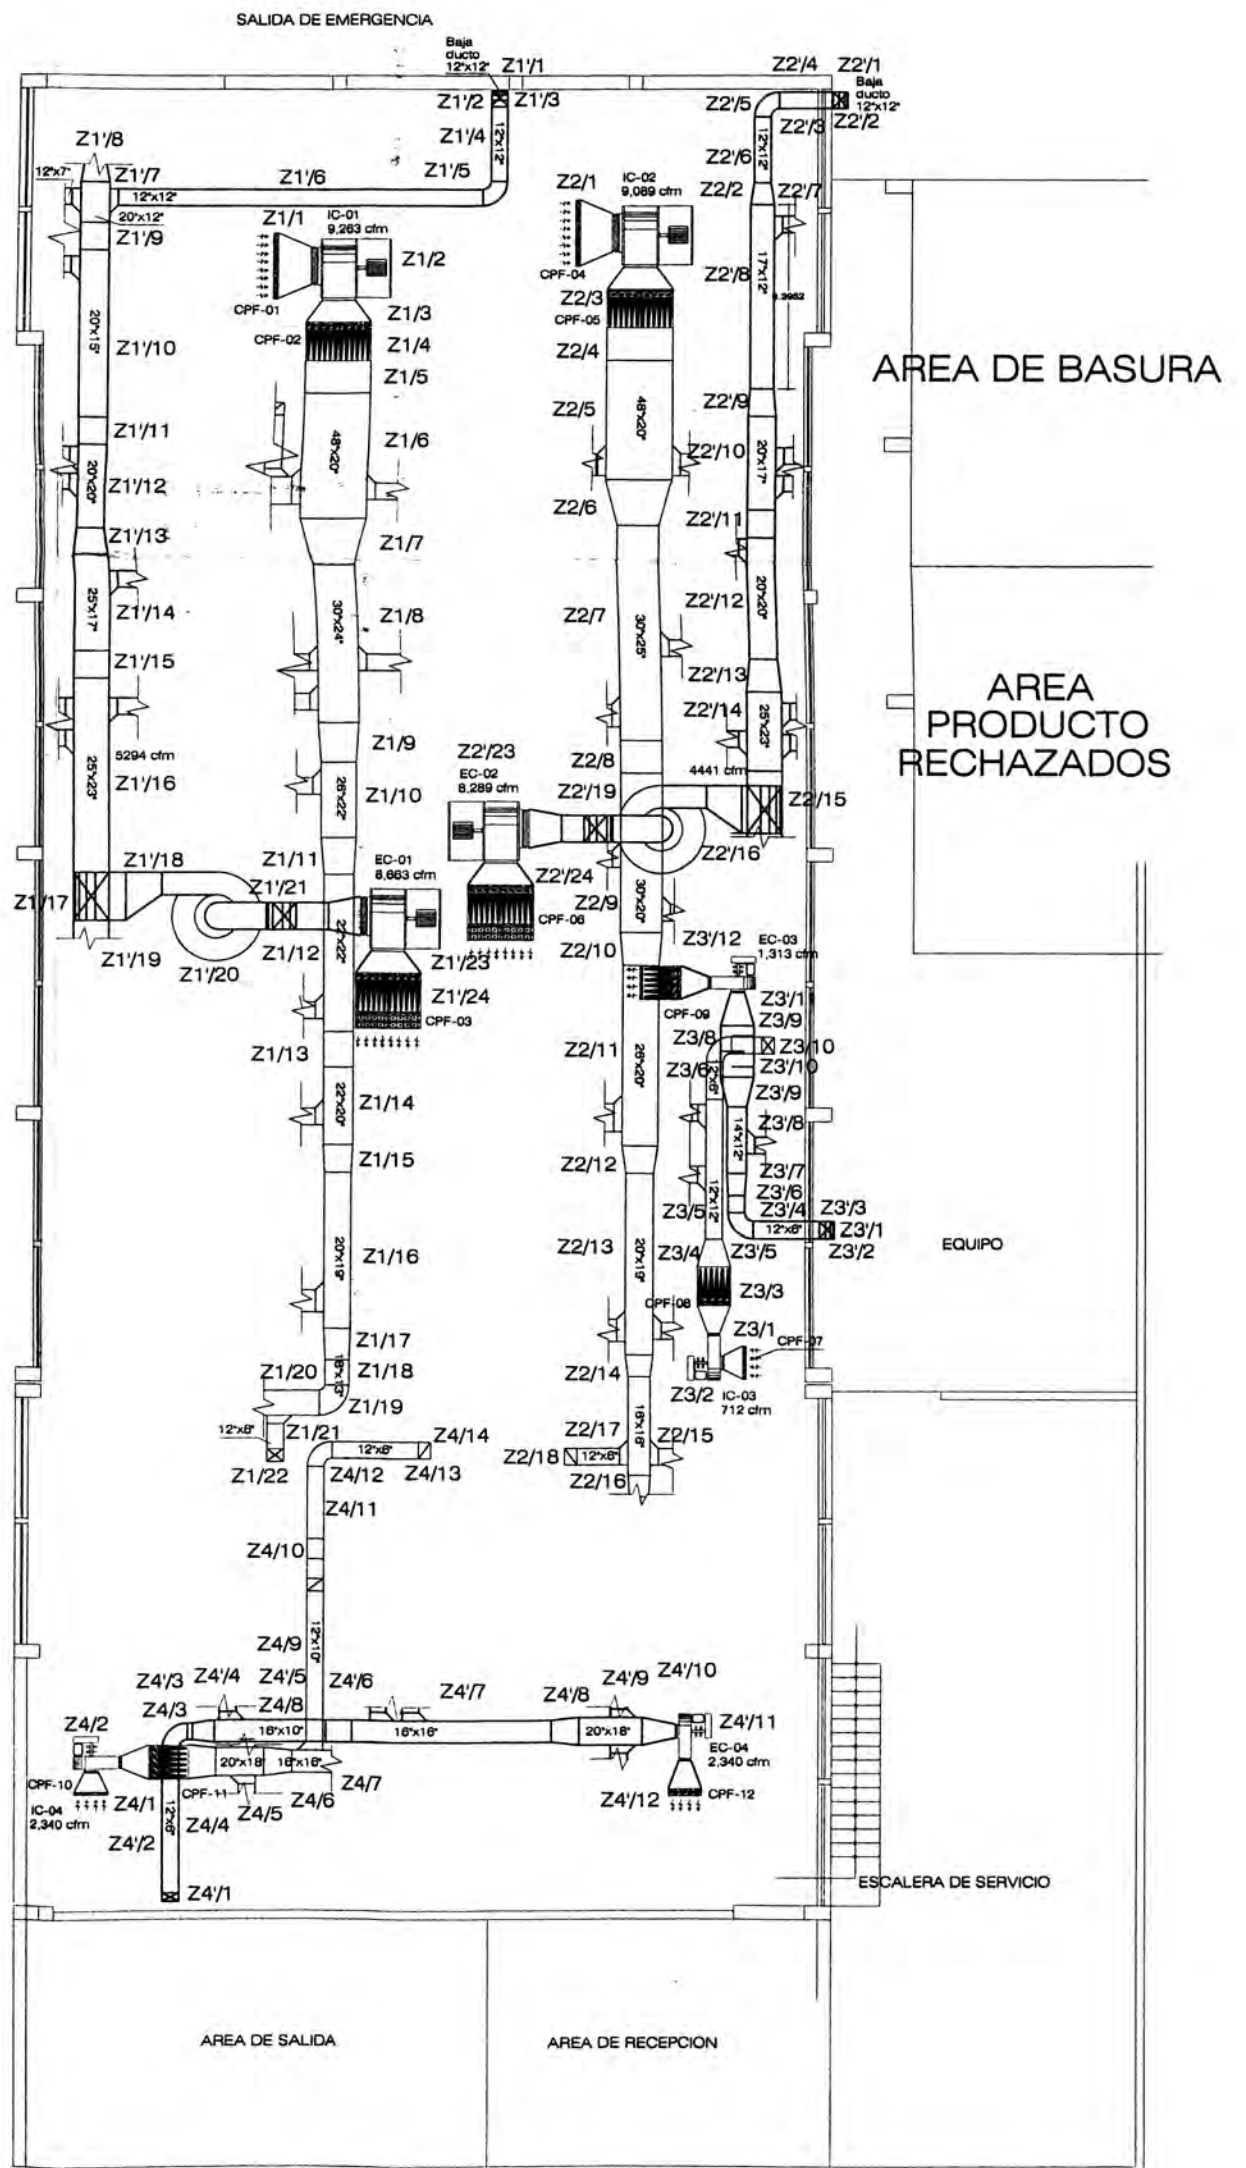 SALIDA DE EMERGENCIA
Baja
ducto
12"x12"
Z1'/1
Z1'/2
Z1'/3
Z1'/4
12"x12"
Z1'/5
Z1'/6
12"x12"
Z1'/8
Z1'/7
12"x7"
20"x12"
Z1'/9
20"x15"
Z1'/10
Z1'/11
20"x20"
Z1'/12
Z1'/13
25"x17"
Z1'/14
Z1'/15
5294 cfm
25"x23"
Z1'/16
Z1'/17
Z1'/18
Z1'/19
Z1'/20
Z1'/21
EC-01
8,663 cfm
Z1'/23
Z1'/24
CPF-03
Z1/1
IC-01
9,263 cfm
Z1/2
CPF-01
Z1/3
CPF-02
Z1/4
Z1/5
48"x20"
Z1/6
Z1/7
30"x24"
Z1/8
Z1/9
26"x22"
Z1/10
Z1/11
Z1/12
22"x22"
Z1/13
22"x20"
Z1/14
Z1/15
20"x19"
Z1/16
Z1/17
Z1/18
18"x13"
Z1/19
Z1/20
Z1/21
12"x6"
Z1/22
Z2/1
IC-02
9,089 cfm
CPF-04
Z2/3
CPF-05
Z2/4
Z2/5
48"x20"
Z2/6
Z2/7
30"x25"
Z2/8
Z2/9
30"x20"
Z2/10
Z2/11
26"x20"
Z2/12
Z2/13
20"x19"
Z2/14
16"x16"
Z2/15
Z2/16
Z2/17
Z2/18
12"x6"
Z2'/4
Z2'/1
Baja
ducto
12"x12"
Z2'/2
Z2'/3
Z2'/5
12"x12"
Z2'/6
Z2/2
Z2'/7
17"x12"
Z2'/8
Z2'/9
Z2'/10
20"x17"
Z2'/11
20"x20"
Z2'/12
Z2'/13
Z2'/14
25"x23"
4441 cfm
Z2'/15
Z2'/16
Z2'/19
Z2'/23
EC-02
8,289 cfm
Z2'/24
CPF-06
Z3'/12
EC-03
1,313 cfm
CPF-09
Z3'/1
Z3/9
Z3/8
Z3/10
Z3'/10
Z3/6
12"x6"
Z3'/9
Z3'/8
14"x12"
Z3'/7
Z3'/6
Z3'/4
Z3'/3
Z3'/1
Z3'/2
12"x6"
Z3'/5
Z3/5
12"x12"
Z3/4
Z3/3
CPF-08
Z3/1
CPF-07
Z3/2
IC-03
712 cfm
Z4/14
12"x6"
Z4/13
Z4/12
Z4/11
Z4/10
Z4/9
12"x10"
Z4'/3
Z4'/4
Z4'/5
Z4'/6
Z4'/7
Z4'/8
Z4'/9
Z4'/10
Z4'/11
EC-04
2,340 cfm
CPF-12
Z4'/12
Z4/3
Z4/8
16"x10"
16"x16"
20"x18"
Z4/2
CPF-10
IC-04
2,340 cfm
Z4/1
CPF-11
20"x18"
16"x16"
Z4/7
Z4/6
Z4/5
Z4/4
12"x6"
Z4'/2
Z4'/1
AREA DE BASURA
AREA
PRODUCTO
RECHAZADOS
EQUIPO
ESCALERA DE SERVICIO
AREA DE SALIDA
AREA DE RECEPCION